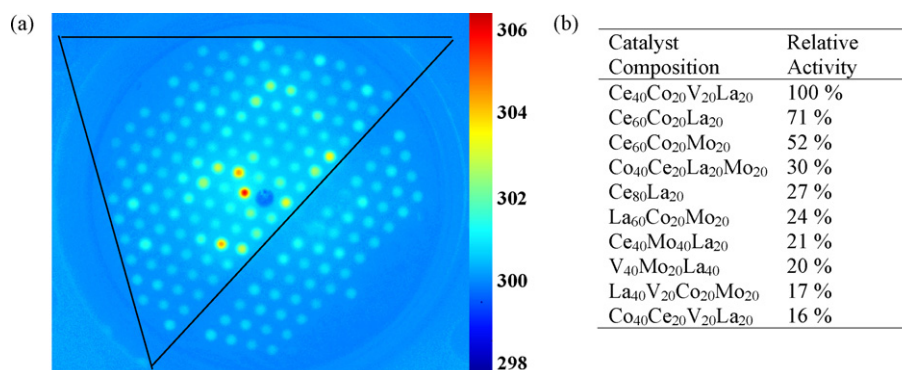 (a)
306
304
302
300
298
(b)
Catalyst Relative
Composition Activity
Ce₄₀Co₂₀V₂₀La₂₀ 100 %
Ce₆₀Co₂₀La₂₀ 71 %
Ce₆₀Co₂₀Mo₂₀ 52 %
Co₄₀Ce₂₀La₂₀Mo₂₀ 30 %
Ce₈₀La₂₀ 27 %
La₆₀Co₂₀Mo₂₀ 24 %
Ce₄₀Mo₄₀La₂₀ 21 %
V₄₀Mo₂₀La₄₀ 20 %
La₄₀V₂₀Co₂₀Mo₂₀ 17 %
Co₄₀Ce₂₀V₂₀La₂₀ 16 %